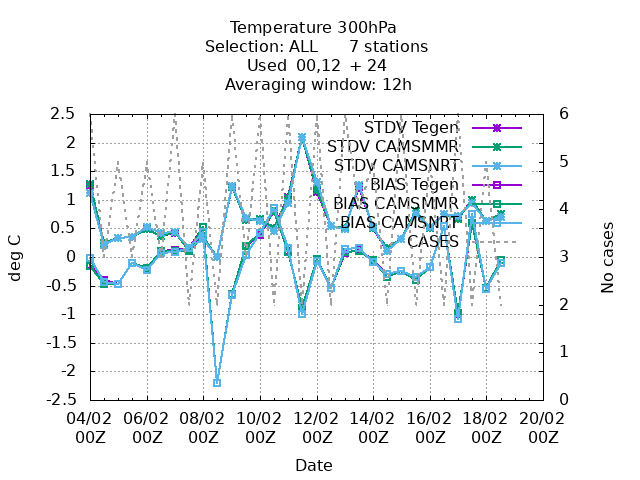 Temperature 300hPa
Selection: ALL 7 stations
Used 00,12 + 24
Averaging window: 12h
deg C
2.5
2
1.5
1
0.5
0
-0.5
-1
-1.5
-2
-2.5
STDV Tegen
STDV CAMSMMR
STDV CAMSNRT
BIAS Tegen
BIAS CAMSMMR
BIAS CAMSNRT
CASES
6
5
4
3
2
1
0
No cases
04/02 06/02 08/02 10/02 12/02 14/02 16/02 18/02 20/02
00Z 00Z 00Z 00Z 00Z 00Z 00Z 00Z 00Z
Date